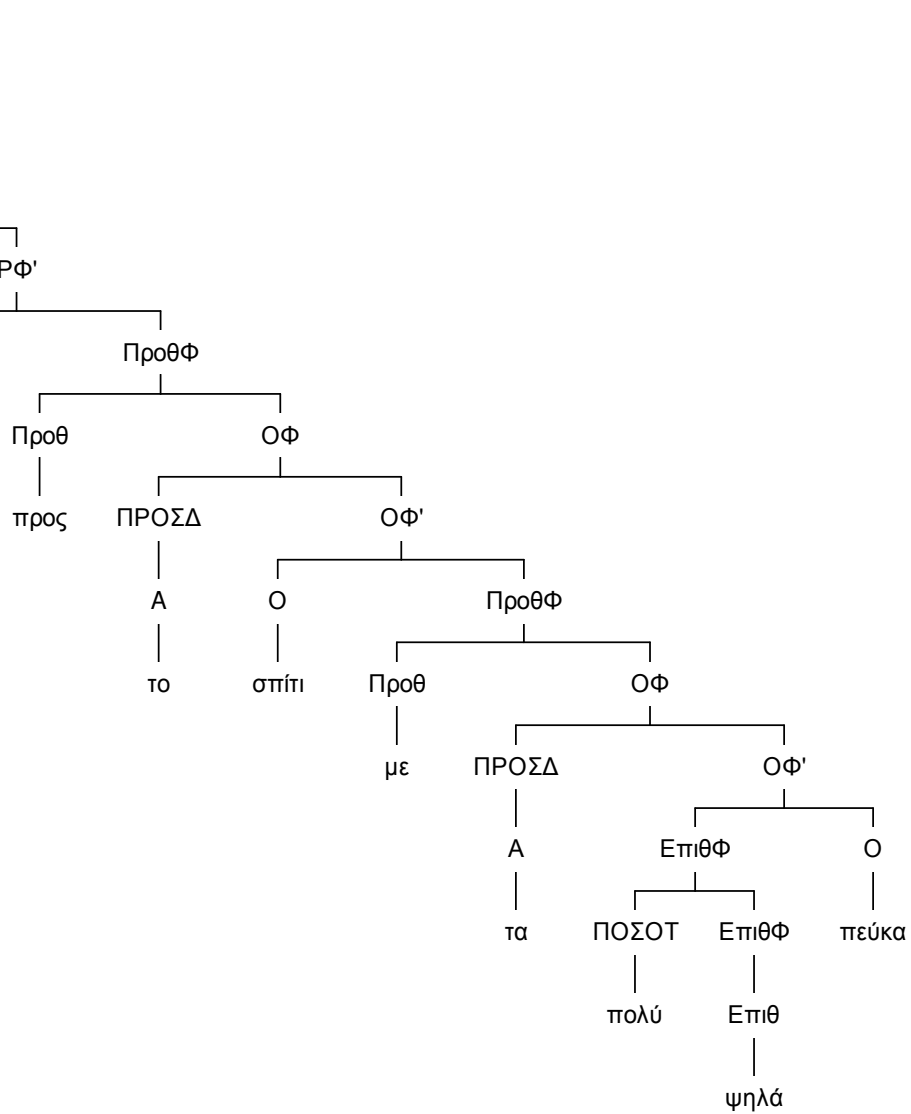 ΡΦ'
ΠροθΦ
Προθ ΟΦ
προς ΠΡΟΣΔ ΟΦ'
Α Ο ΠροθΦ
το σπίτι Προθ ΟΦ
με ΠΡΟΣΔ ΟΦ'
Α ΕπιθΦ Ο
τα ΠΟΣΟΤ ΕπιθΦ πεύκα
πολύ Επιθ
ψηλά